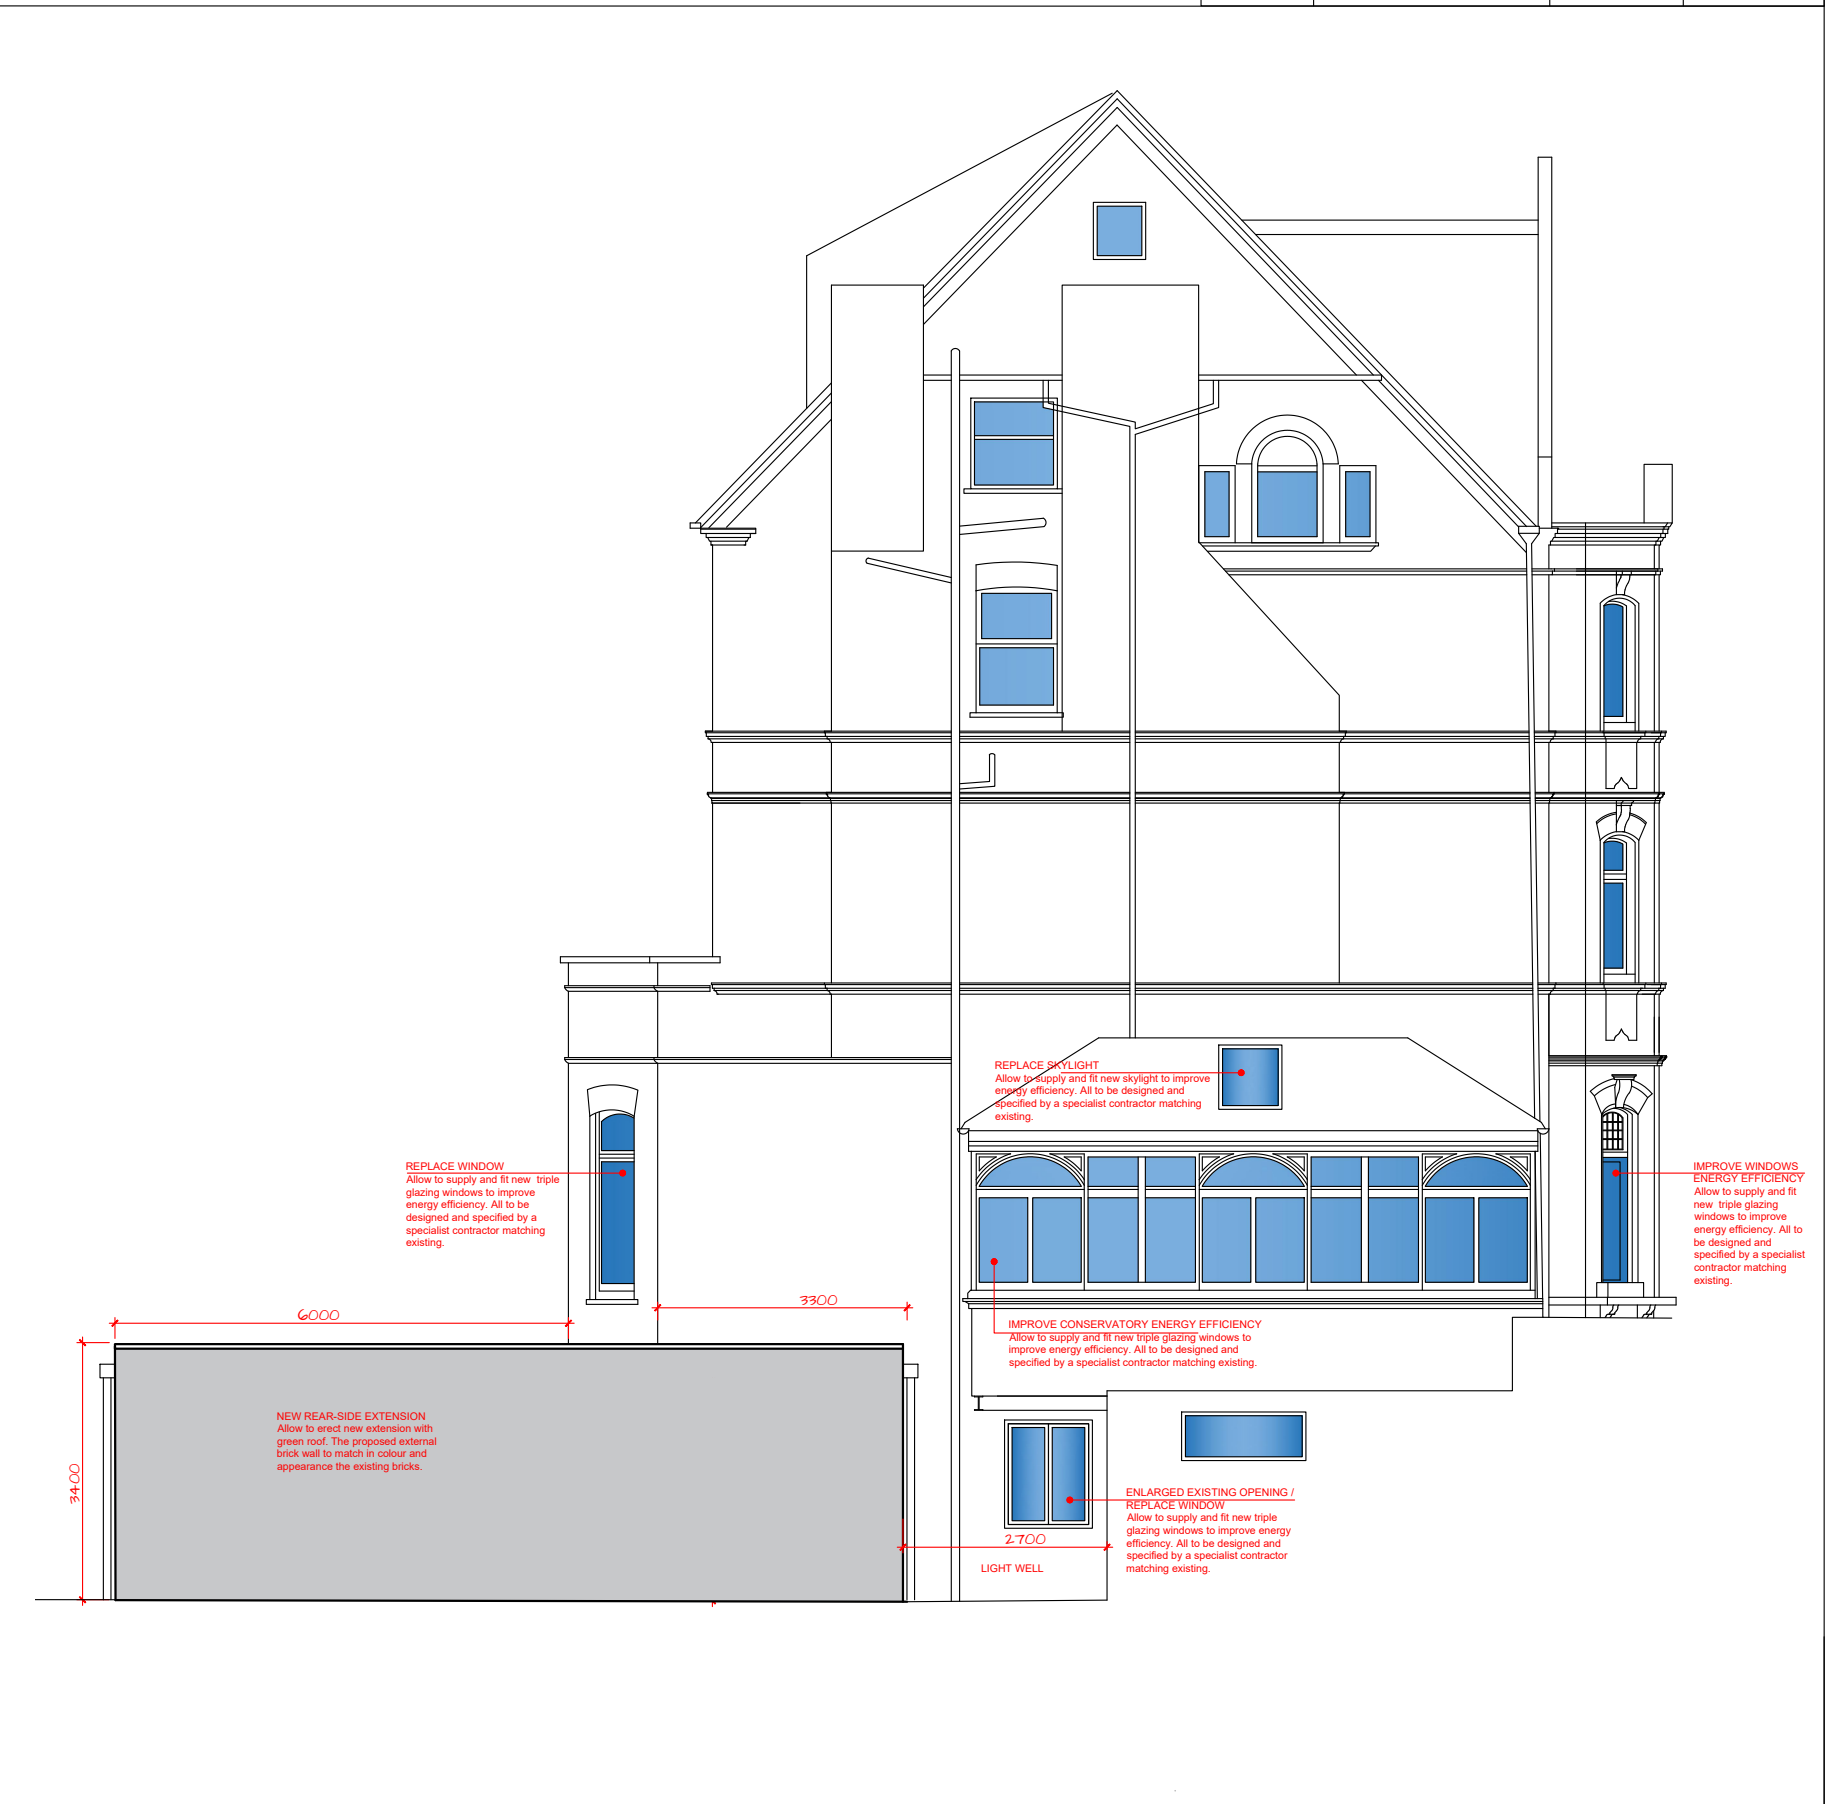 REPLACE SKYLIGHT
Allow to supply and fit new skylight to improve
energy efficiency. All to be designed and
specified by a specialist contractor matching
existing.
REPLACE WINDOW
Allow to supply and fit new triple
glazing windows to improve
energy efficiency. All to be
designed and specified by a
specialist contractor matching
existing.
IMPROVE WINDOWS
ENERGY EFFICIENCY
Allow to supply and fit
new triple glazing
windows to improve
energy efficiency. All to
be designed and
specified by a specialist
contractor matching
existing.
6000
3300
IMPROVE CONSERVATORY ENERGY EFFICIENCY
Allow to supply and fit new triple glazing windows to
improve energy efficiency. All to be designed and
specified by a specialist contractor matching existing.
NEW REAR-SIDE EXTENSION
Allow to erect new extension with
green roof. The proposed external
brick wall to match in colour and
appearance the existing bricks.
3400
ENLARGED EXISTING OPENING /
REPLACE WINDOW
Allow to supply and fit new triple
glazing windows to improve energy
efficiency. All to be designed and
specified by a specialist contractor
matching existing.
2700
LIGHT WELL